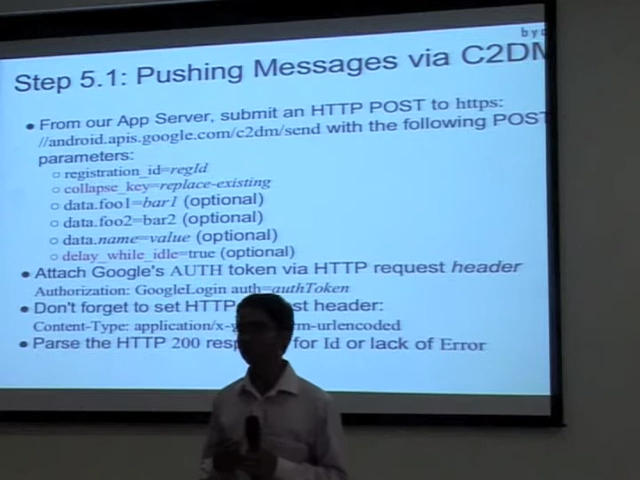 Step 5.1: Pushing Messages via C2DM
• From our App Server, submit an HTTP POST to https:
//android.apis.google.com/c2dm/send with the following POST
parameters:
○ registration_id=regId
○ collapse_key=replace-existing
○ data.foo1=bar1 (optional)
○ data.foo2=bar2 (optional)
○ data.name=value (optional)
○ delay_while_idle=true (optional)
• Attach Google's AUTH token via HTTP request header
Authorization: GoogleLogin auth=authToken
• Don't forget to set HTTP header:
Content-Type: application/x- -urlencoded
• Parse the HTTP 200 for Id or lack of Error